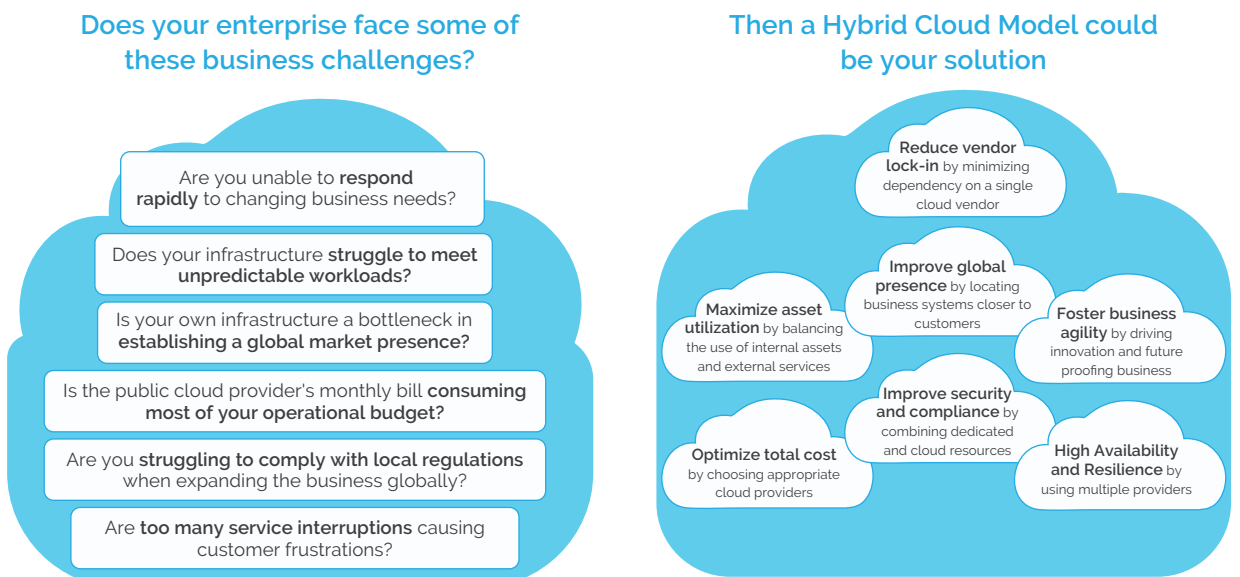 Does your enterprise face some of
these business challenges?
Are you unable to respond
rapidly to changing business needs?
Does your infrastructure struggle to meet
unpredictable workloads?
Is your own infrastructure a bottleneck in
establishing a global market presence?
Is the public cloud provider's monthly bill consuming
most of your operational budget?
Are you struggling to comply with local regulations
when expanding the business globally?
Are too many service interruptions causing
customer frustrations?
Then a Hybrid Cloud Model could
be your solution
Reduce vendor
lock-in by minimizing
dependency on a single
cloud vendor
Improve global
presence by locating
business systems closer to
customers
Maximize asset
utilization by balancing
the use of internal assets
and external services
Foster business
agility by driving
innovation and future
proofing business
Improve security
and compliance by
combining dedicated
and cloud resources
Optimize total cost
by choosing appropriate
cloud providers
High Availability
and Resilience by
using multiple providers